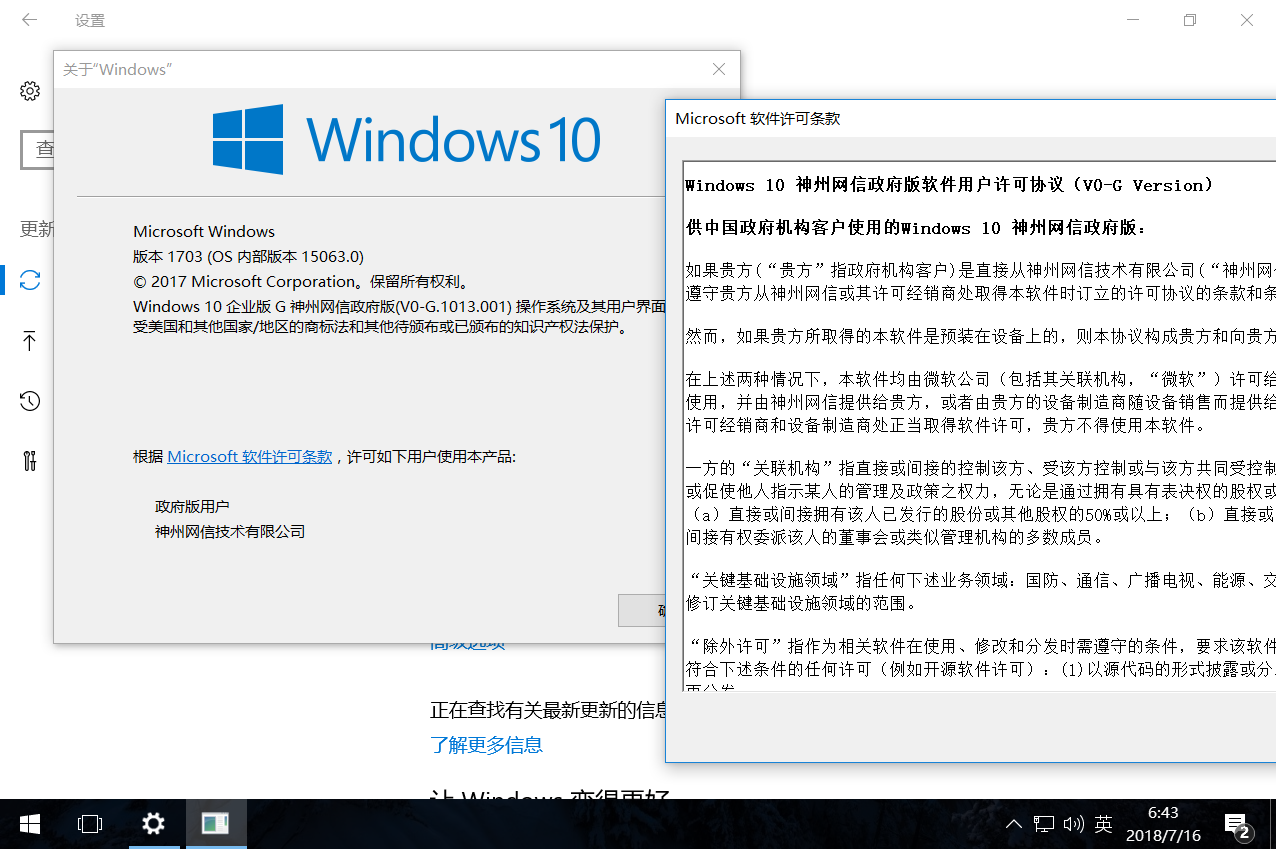 设置
关于“Windows”
Windows 10
Microsoft Windows
版本 1703 (OS 内部版本 15063.0)
© 2017 Microsoft Corporation。保留所有权利。
Windows 10 企业版 G 神州网信政府版(V0-G.1013.001) 操作系统及其用户界面
受美国和其他国家/地区的商标法和其他待颁布或已颁布的知识产权法保护。
根据 Microsoft 软件许可条款，许可如下用户使用本产品:
政府版用户
神州网信技术有限公司
查
更新
Microsoft 软件许可条款
Windows 10 神州网信政府版软件用户许可协议（V0-G Version）
供中国政府机构客户使用的Windows 10 神州网信政府版：
如果贵方(“贵方”指政府机构客户)是直接从神州网信技术有限公司(“神州网
遵守贵方从神州网信或其许可经销商处取得本软件时订立的许可协议的条款和条
然而，如果贵方所取得的本软件是预装在设备上的，则本协议构成贵方和向贵方
在上述两种情况下，本软件均由微软公司（包括其关联机构，“微软”）许可给
使用，并由神州网信提供给贵方，或者由贵方的设备制造商随设备销售而提供给
许可经销商和设备制造商处正当取得软件许可，贵方不得使用本软件。
一方的“关联机构”指直接或间接的控制该方、受该方控制或与该方共同受控制
或促使他人指示某人的管理及政策之权力，无论是通过拥有具有表决权的股权或
（a）直接或间接拥有该人已发行的股份或其他股权的50%或以上；（b）直接或
间接有权委派该人的董事会或类似管理机构的多数成员。
“关键基础设施领域”指任何下述业务领域：国防、通信、广播电视、能源、交
修订关键基础设施领域的范围。
“除外许可”指作为相关软件在使用、修改和分发时需遵守的条件，要求该软件
符合下述条件的任何许可（例如开源软件许可）：(1)以源代码的形式披露或分
再分发
高级选项
正在查找有关最新更新的信息
了解更多信息
让 Windows 变得更好
英
6:43
2018/7/16
2